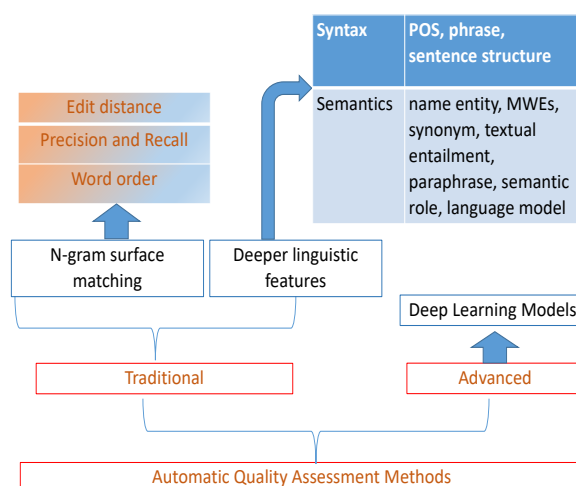 Syntax
POS, phrase,
sentence structure
Semantics
name entity, MWEs,
synonym, textual
entailment,
paraphrase, semantic
role, language model
Edit distance
Precision and Recall
Word order
N-gram surface
matching
Deeper linguistic
features
Deep Learning Models
Traditional
Advanced
Automatic Quality Assessment Methods